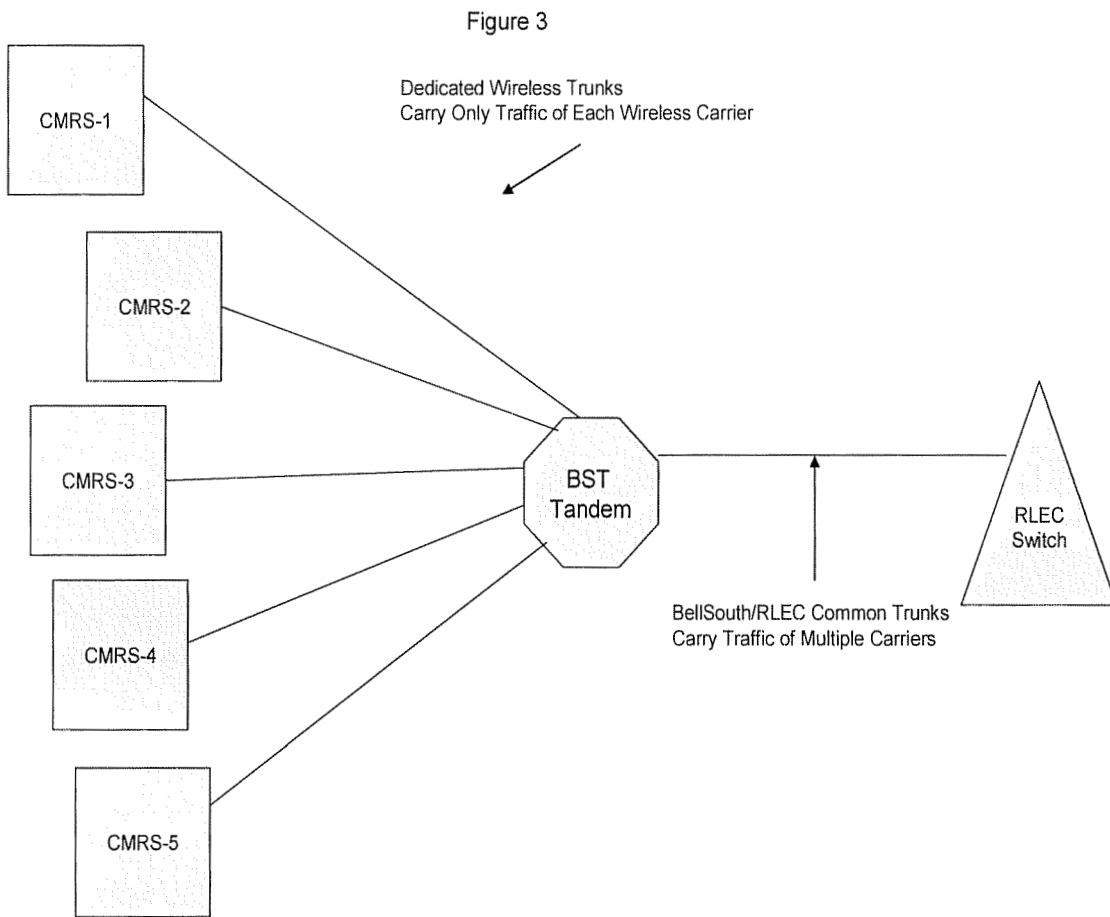 Figure 3
Dedicated Wireless Trunks
Carry Only Traffic of Each Wireless Carrier
CMRS-1
CMRS-2
CMRS-3
CMRS-4
CMRS-5
BST
Tandem
RLEC
Switch
BellSouth/RLEC Common Trunks
Carry Traffic of Multiple Carriers